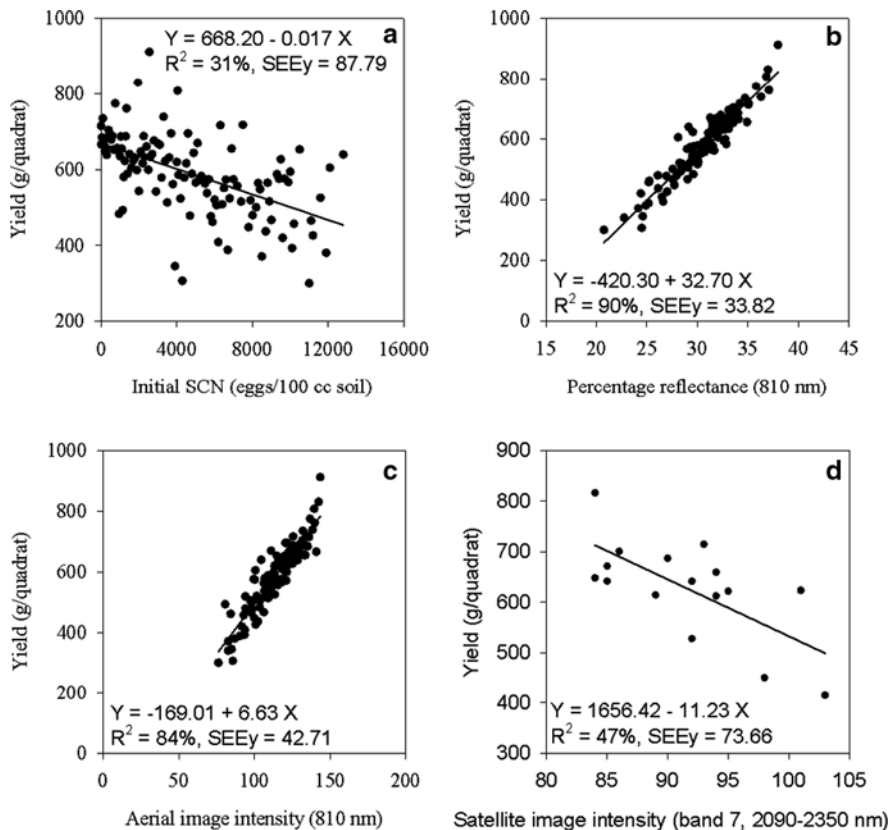 a
Y = 668.20 - 0.017 X
R² = 31%, SEEy = 87.79
Yield (g/quadrat)
1000
800
600
400
200
0 4000 8000 12000 16000
Initial SCN (eggs/100 cc soil)
b
Yield (g/quadrat)
1000
800
600
400
200
0
Y = -420.30 + 32.70 X
R² = 90%, SEEy = 33.82
15 20 25 30 35 40 45
Percentage reflectance (810 nm)
c
Yield (g/quadrat)
1000
800
600
400
200
0
Y = -169.01 + 6.63 X
R² = 84%, SEEy = 42.71
0 50 100 150 200
Aerial image intensity (810 nm)
d
Yield (g/quadrat)
900
800
700
600
500
400
300
Y = 1656.42 - 11.23 X
R² = 47%, SEEy = 73.66
80 85 90 95 100 105
Satellite image intensity (band 7, 2090-2350 nm)